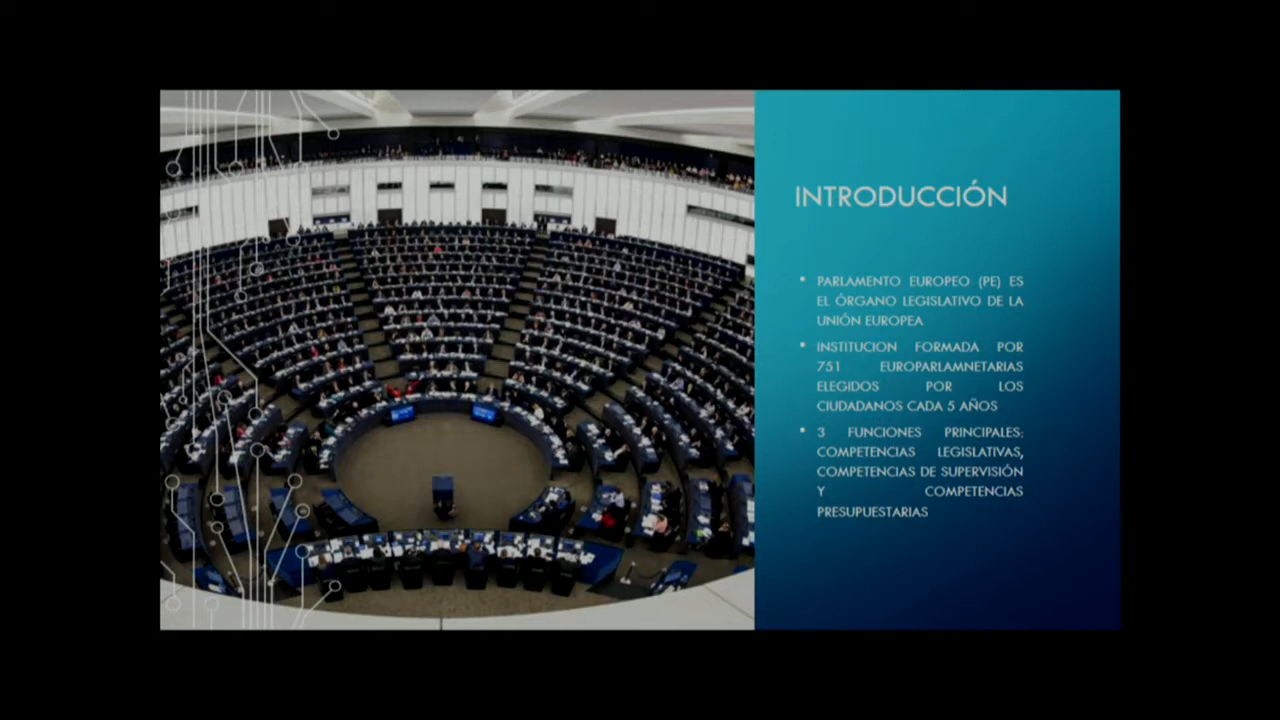 INTRODUCCIÓN
• PARLAMENTO EUROPEO (PE) ES
EL ÒRGANO LEGISLATIVO DE LA
UNIÓN EUROPEA
• INSTITUCION FORMADA POR
751 EUROPARLAMNETARIAS
ELEGIDOS POR LOS
CIUDADANOS CADA 5 AÑOS
• 3 FUNCIONES PRINCIPALES:
COMPETENCIAS LEGISLATIVAS,
COMPETENCIAS DE SUPERVISIÓN
Y COMPETENCIAS
PRESUPUESTARIAS